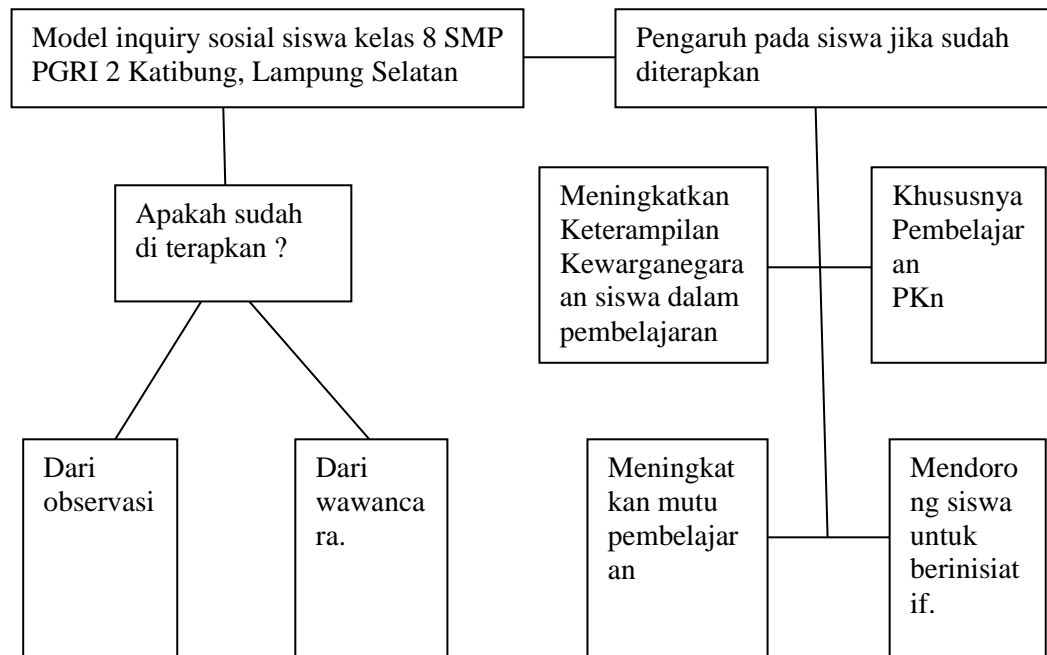 Model inquiry sosial siswa kelas 8 SMP
PGRI 2 Katibung, Lampung Selatan
Pengaruh pada siswa jika sudah
diterapkan
Apakah sudah
di terapkan ?
Meningkatkan
Keterampilan
Kewarganegara
an siswa dalam
pembelajaran
Khususnya
Pembelajar
an
PKn
Dari
observasi
Dari
wawanca
ra.
Meningkat
kan mutu
pembelajar
an
Mendoro
ng siswa
untuk
berinisiat
if.